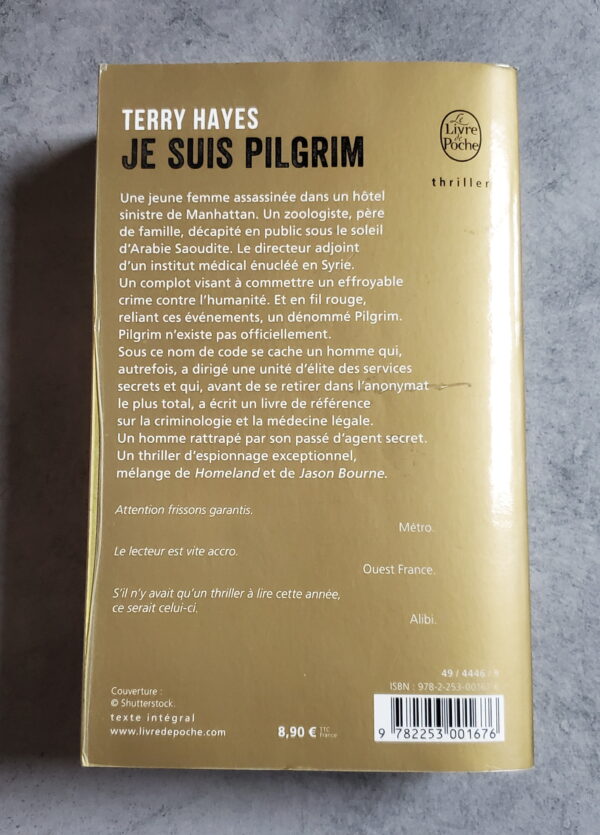 TERRY HAYES
JE SUIS PILGRIM
Le
Livre
de
Poche
thriller
Une jeune femme assassinée dans un hôtel
sinistre de Manhattan. Un zoologiste, père
de famille, décapité en public sous le soleil
d'Arabie Saoudite. Le directeur adjoint
d'un institut médical énucléé en Syrie.
Un complot visant à commettre un effroyable
crime contre l'humanité. Et en fil rouge,
reliant ces événements, un dénommé Pilgrim.
Pilgrim n'existe pas officiellement.
Sous ce nom de code se cache un homme qui,
autrefois, a dirigé une unité d'élite des services
secrets et qui, avant de se retirer dans l'anonymat
le plus total, a écrit un livre de référence
sur la criminologie et la médecine légale.
Un homme rattrapé par son passé d'agent secret.
Un thriller d'espionnage exceptionnel,
mélange de Homeland et de Jason Bourne.
Attention frissons garantis.
Métro.
Le lecteur est vite accro.
Ouest France.
S'il n'y avait qu'un thriller à lire cette année,
ce serait celui-ci.
Alibi.
49 / 4446 /
ISBN : 978-2-253-00167-6
Couverture :
© Shutterstock.
texte intégral
www.livredepoche.com
8,90 € TTC
France
9 782253 001676